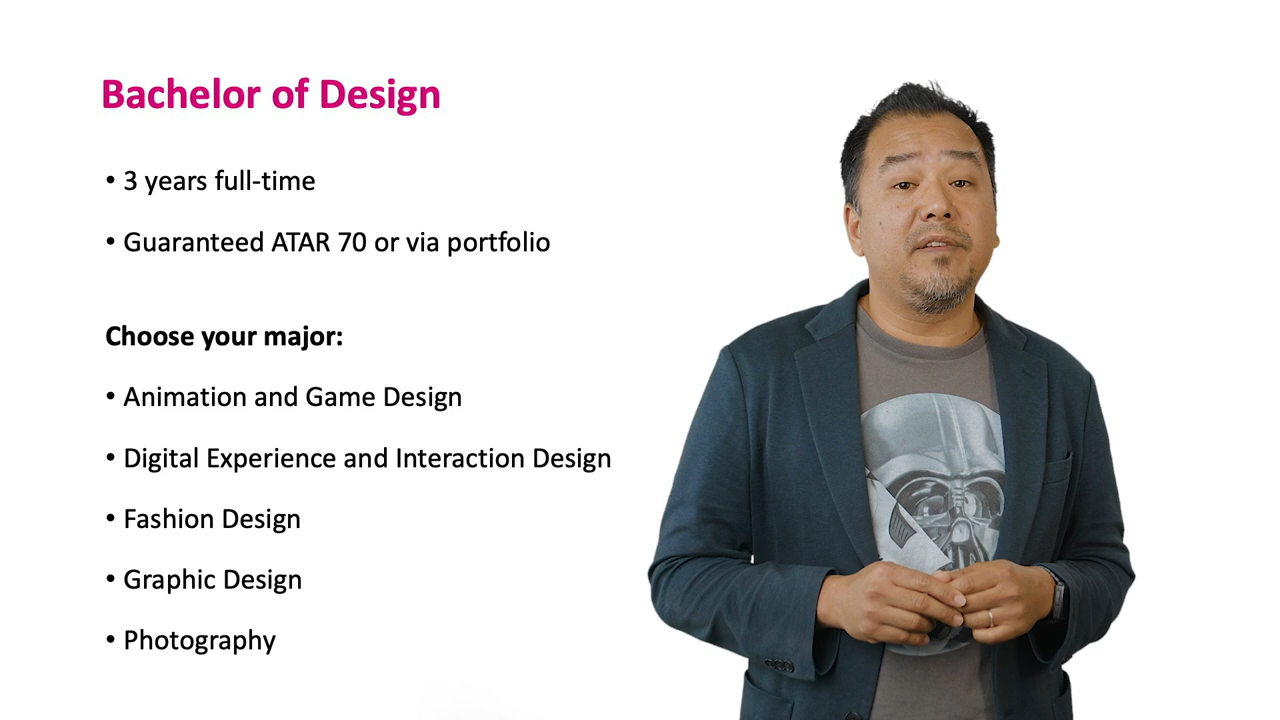 Bachelor of Design
• 3 years full-time
• Guaranteed ATAR 70 or via portfolio
Choose your major:
• Animation and Game Design
• Digital Experience and Interaction Design
• Fashion Design
• Graphic Design
• Photography